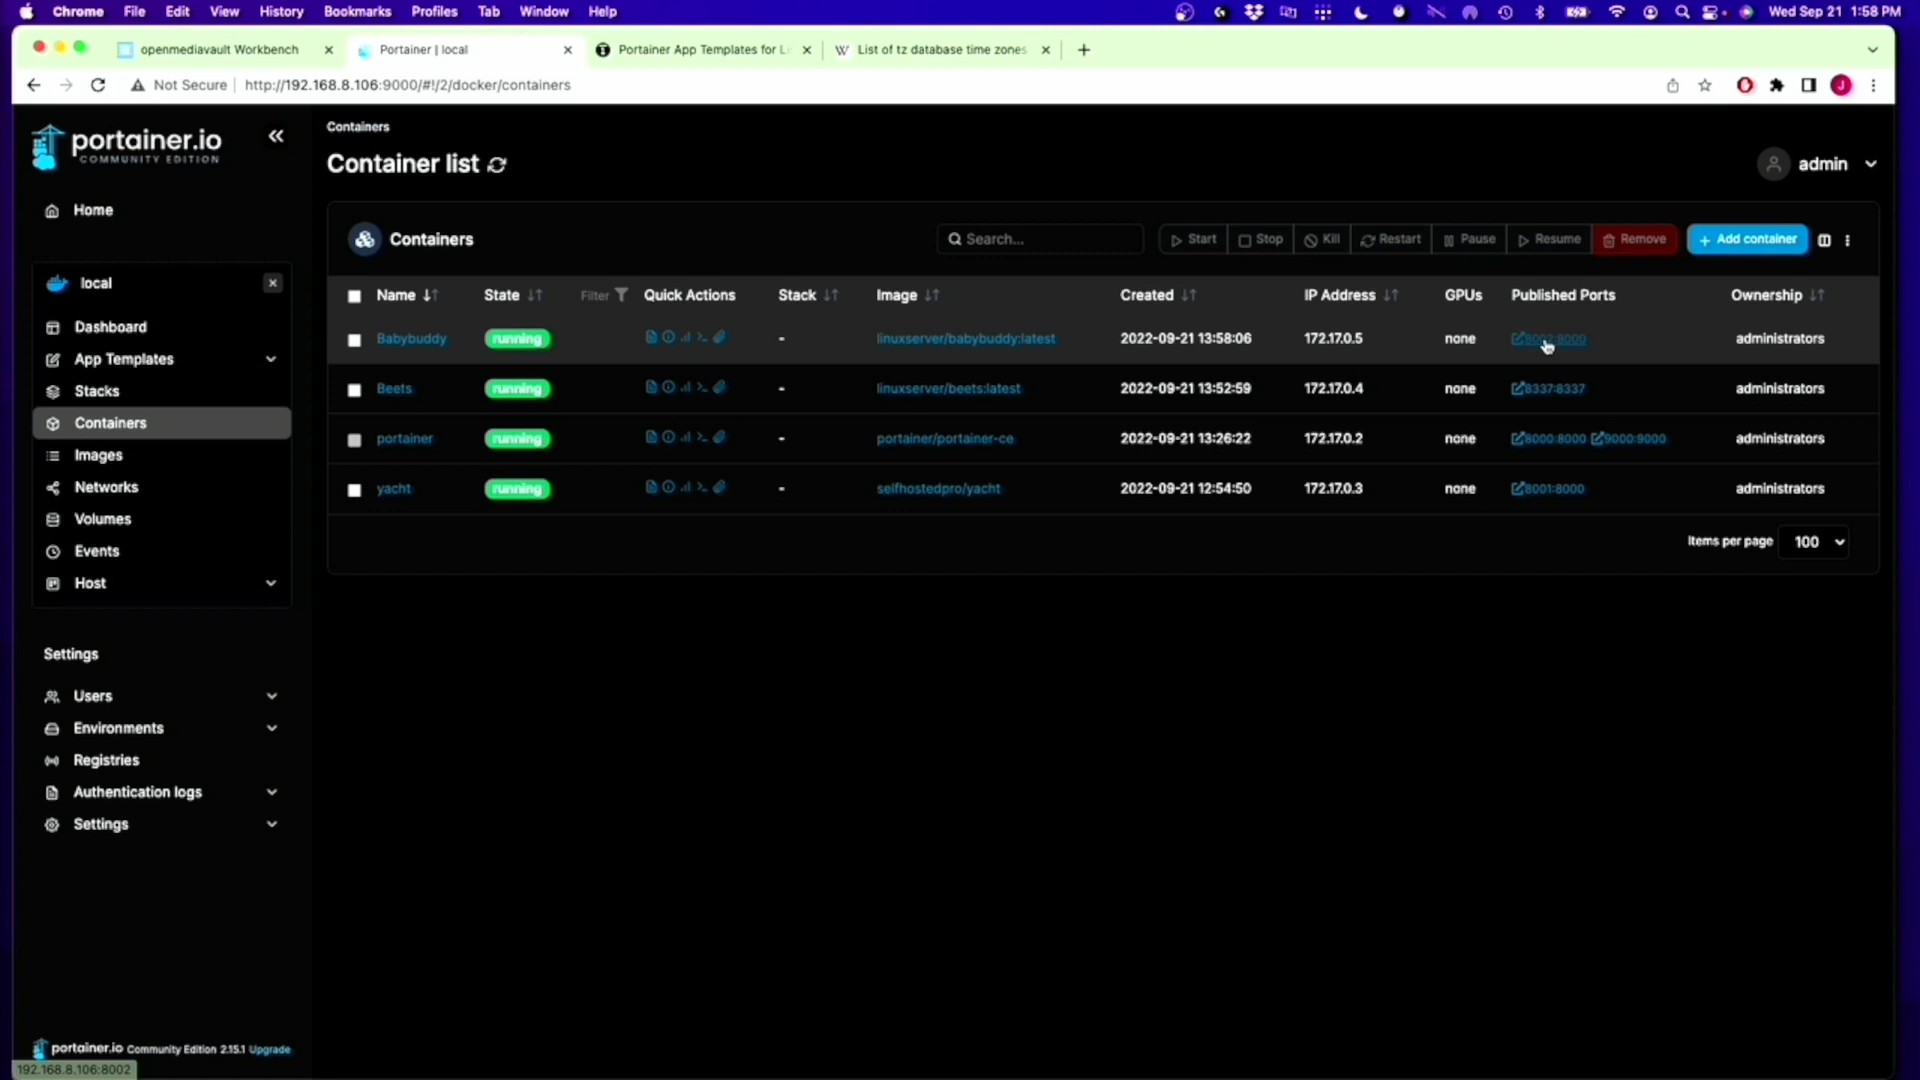 Chrome File Edit View History Bookmarks Profiles Tab Window Help Wed Sep 21 1:58 PM
openmediavault Workbench
Portainer | local
Portainer App Templates for Li
List of tz database time zones
Not Secure http://192.168.8.106:9000/#!/2/docker/containers
portainer.io
COMMUNITY EDITION
Home
local
Dashboard
App Templates
Stacks
Containers
Images
Networks
Volumes
Events
Host
Settings
Users
Environments
Registries
Authentication logs
Settings
portainer.io Community Edition 2.15.1 Upgrade
192.168.8.106:8002
Containers
Container list
admin
Containers
Search... Start Stop Kill Restart Pause Resume Remove + Add container
Name State Filter Quick Actions Stack Image Created IP Address GPUs Published Ports Ownership
Babybuddy running - linuxserver/babybuddy:latest 2022-09-21 13:58:06 172.17.0.5 none 8002:8000 administrators
Beets running - linuxserver/beets:latest 2022-09-21 13:52:59 172.17.0.4 none 8337:8337 administrators
portainer running - portainer/portainer-ce 2022-09-21 13:26:22 172.17.0.2 none 8000:8000 9000:9000 administrators
yacht running - selfhostedpro/yacht 2022-09-21 12:54:50 172.17.0.3 none 8001:8000 administrators
Items per page 100